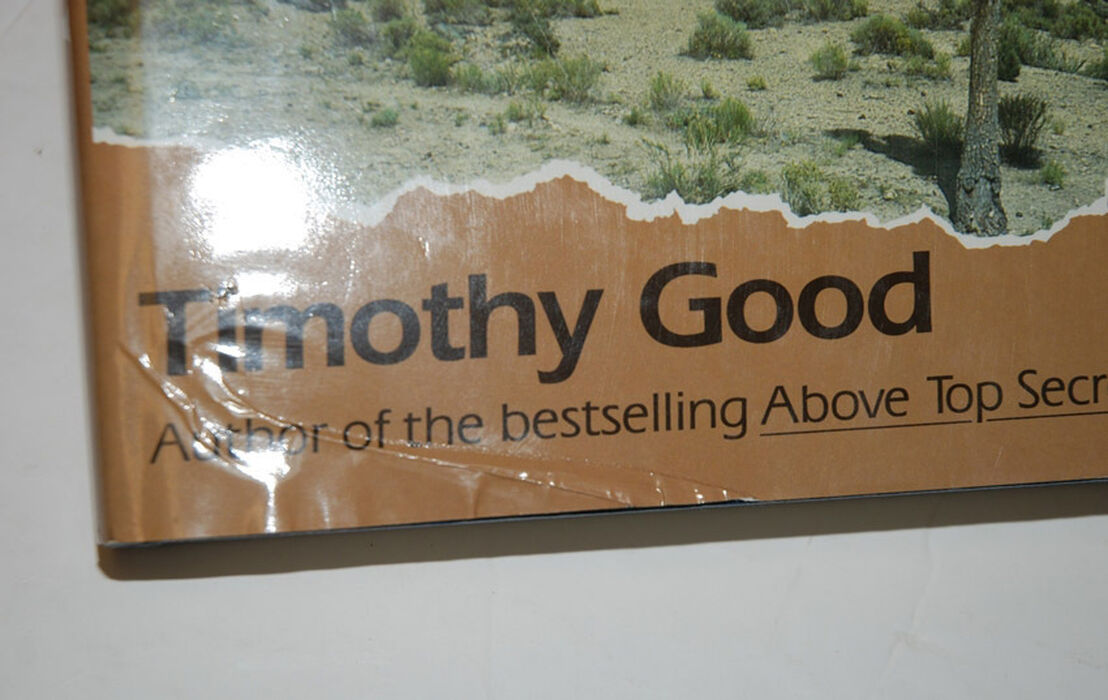 Timothy Good
Author of the bestselling Above Top Secr